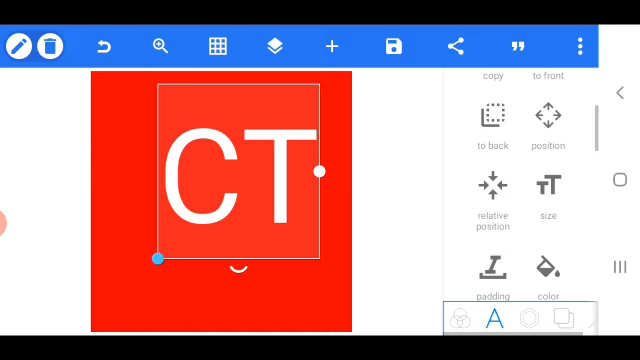 CT
copy to front
to back position
relative position size
padding color